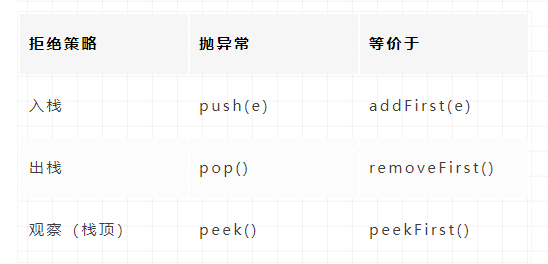 拒绝策略 抛异常 等价于
入栈 push(e) addFirst(e)
出栈 pop() removeFirst()
观察（栈顶） peek() peekFirst()